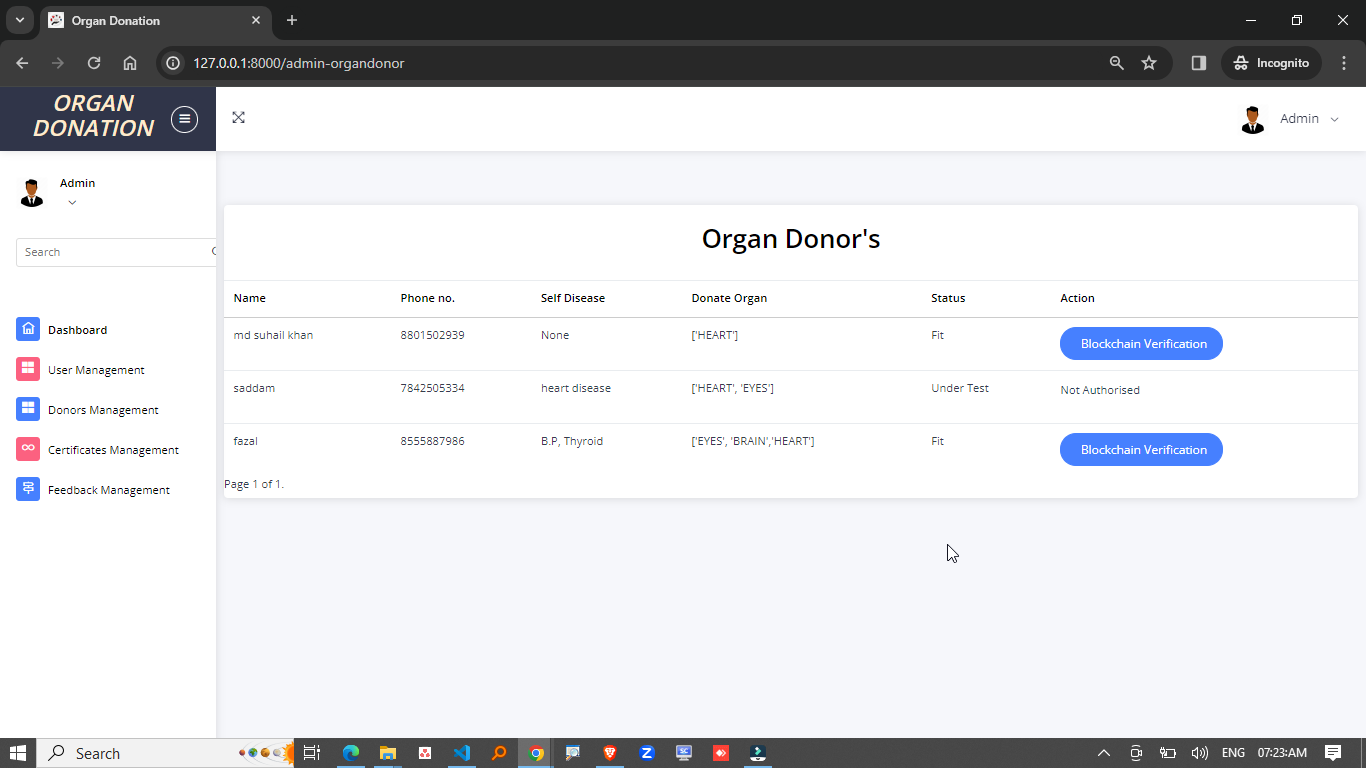 Organ Donation
127.0.0.1:8000/admin-organdonor
Incognito
ORGAN
DONATION
Admin
Admin
Search
Dashboard
User Management
Donors Management
Certificates Management
Feedback Management
Organ Donor's
Name Phone no. Self Disease Donate Organ Status Action
md suhail khan 8801502939 None ['HEART'] Fit Blockchain Verification
saddam 7842505334 heart disease ['HEART', 'EYES'] Under Test Not Authorised
fazal 8555887986 B.P, Thyroid ['EYES', 'BRAIN','HEART'] Fit Blockchain Verification
Page 1 of 1.
Search
ENG 07:23/AM